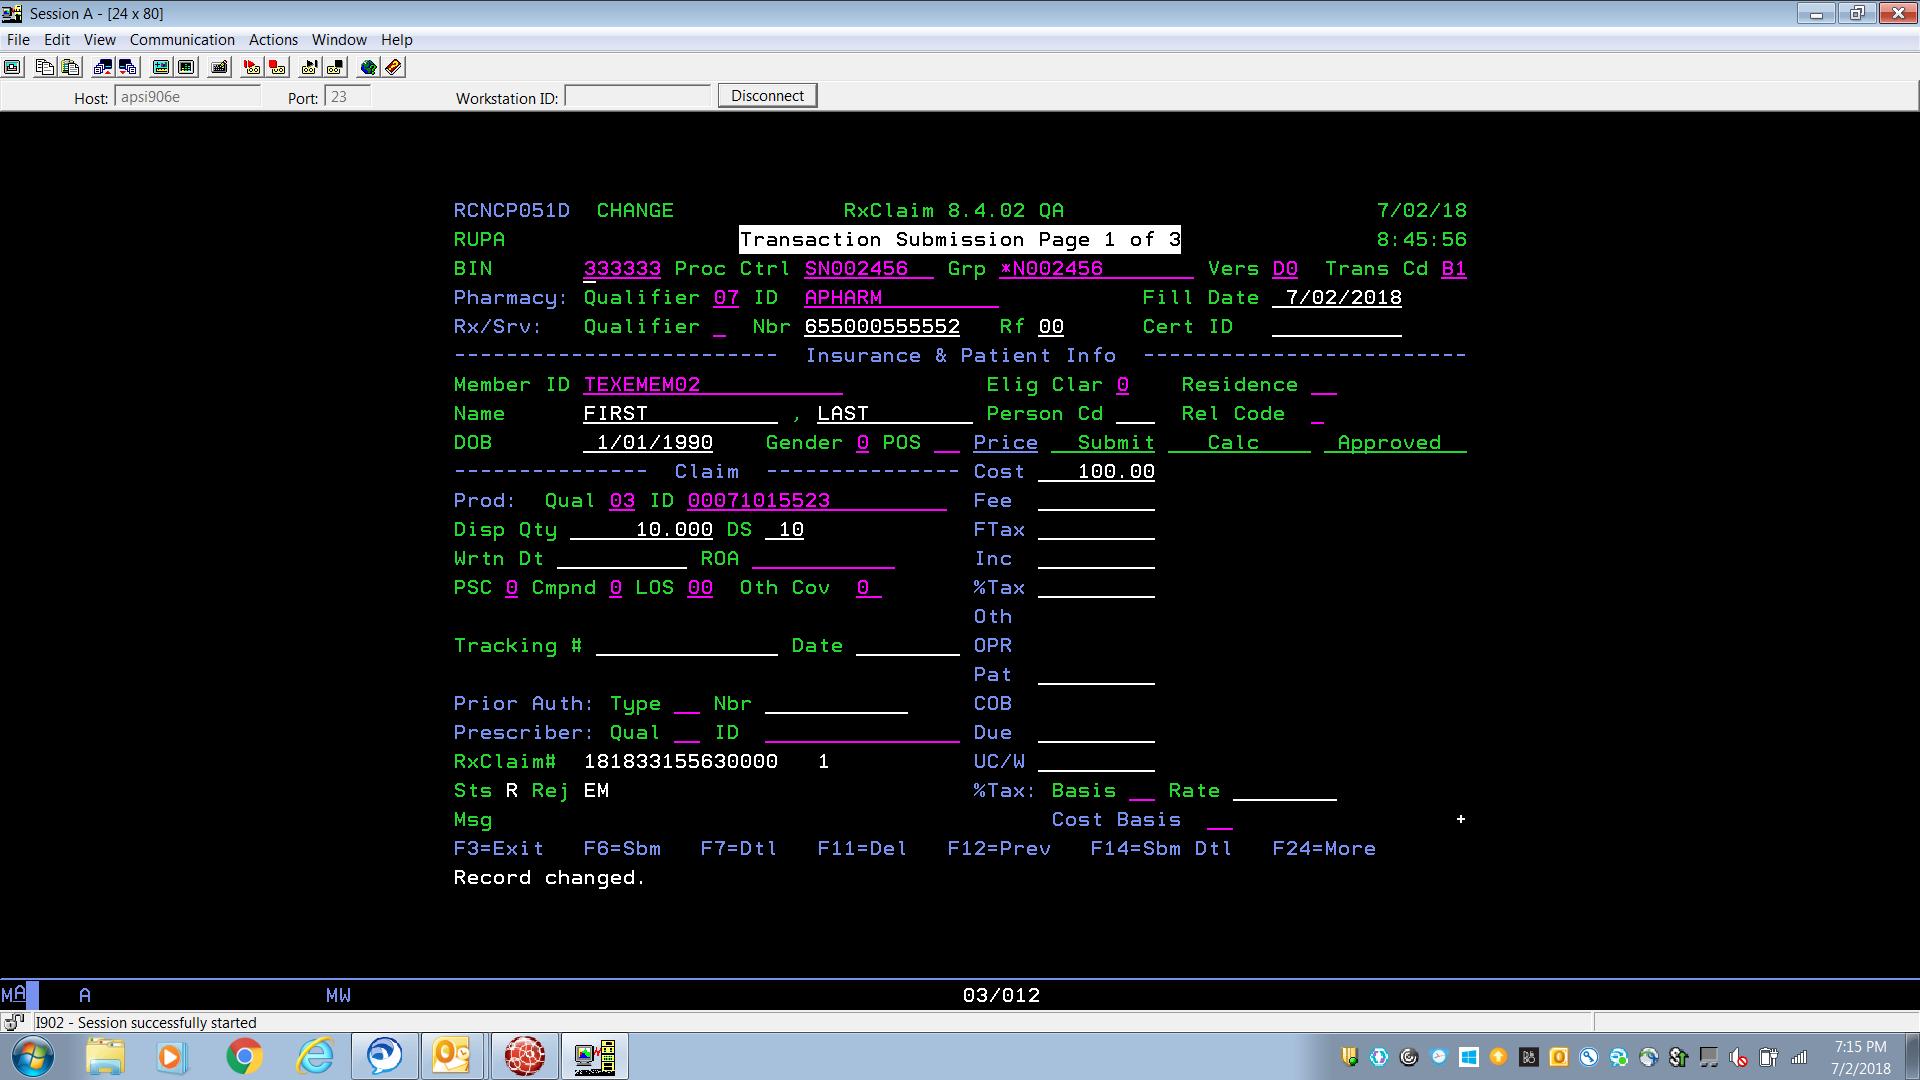 Session A - [24 x 80]
File Edit View Communication Actions Window Help
Host: apsi906e Port: 23 Workstation ID: Disconnect
RCNCP051D CHANGE RxClaim 8.4.02 QA 7/02/18
RUPA Transaction Submission Page 1 of 3 8:45:56
BIN 333333 Proc Ctrl SN002456 Grp *N002456 Vers D0 Trans Cd B1
Pharmacy: Qualifier 07 ID APHARM Fill Date 7/02/2018
Rx/Srv: Qualifier _ Nbr 655000555552 Rf 00 Cert ID
------------------------- Insurance & Patient Info -------------------------
Member ID TEXEMEM02 Elig Clar 0 Residence
Name FIRST , LAST Person Cd Rel Code
DOB 1/01/1990 Gender 0 POS Price Submit Calc Approved
--------------- Claim --------------- Cost 100.00
Prod: Qual 03 ID 00071015523 Fee
Disp Qty 10.000 DS 10 FTax
Wrtn Dt ROA Inc
PSC 0 Cmpnd 0 LOS 00 Oth Cov 0 %Tax
Oth
Tracking # Date OPR
Pat
Prior Auth: Type Nbr COB
Prescriber: Qual ID Due
RxClaim# 181833155630000 1 UC/W
Sts R Rej EM %Tax: Basis Rate
Msg Cost Basis +
F3=Exit F6=Sbm F7=Dtl F11=Del F12=Prev F14=Sbm Dtl F24=More
Record changed.
MA A MW 03/012
I902 - Session successfully started
7:15 PM
7/2/2018